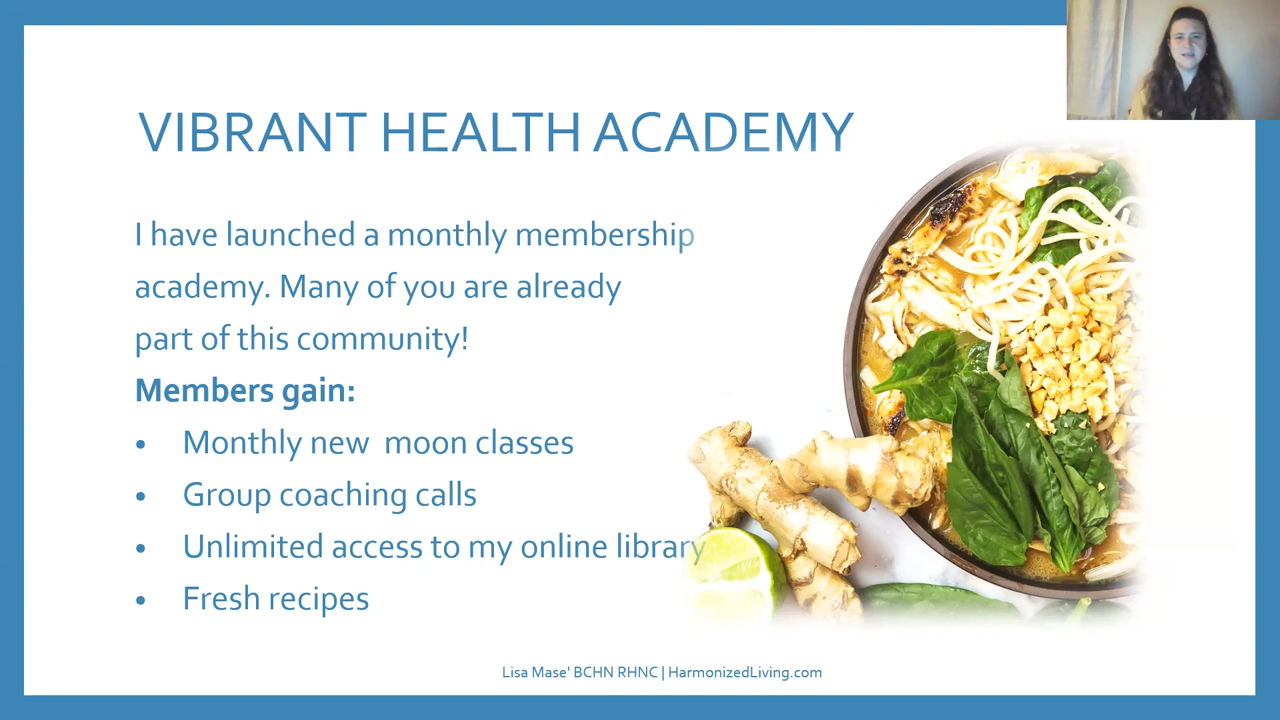 VIBRANT HEALTH ACADEMY
I have launched a monthly membership
academy. Many of you are already
part of this community!
Members gain:
• Monthly new  moon classes
• Group coaching calls
• Unlimited access to my online library
• Fresh recipes
Lisa Mase' BCHN RHNC | HarmonizedLiving.com